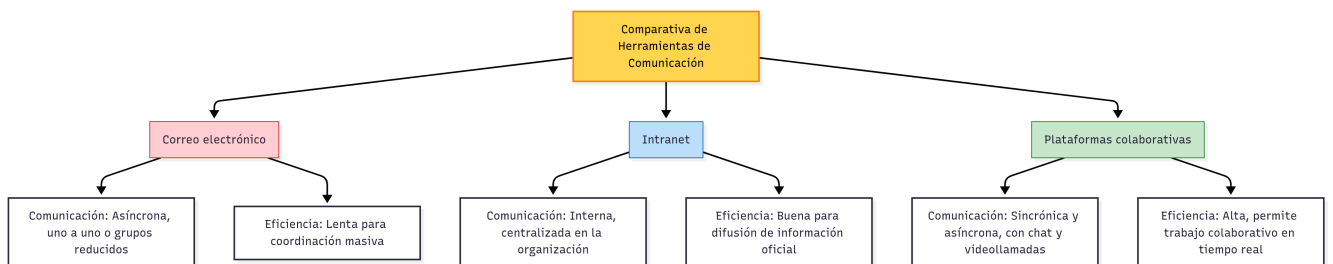 Comparativa de
Herramientas de
Comunicación
Correo electrónico
Intranet
Plataformas colaborativas
Comunicación: Asíncrona,
uno a uno o grupos
reducidos
Eficiencia: Lenta para
coordinación masiva
Comunicación: Interna,
centralizada en la
organización
Eficiencia: Buena para
difusión de información
oficial
Comunicación: Sincrónica y
asíncrona, con chat y
videollamadas
Eficiencia: Alta, permite
trabajo colaborativo en
tiempo real